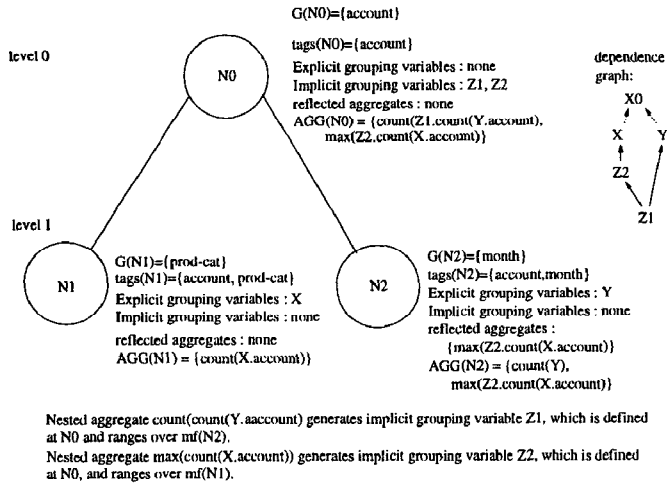 G(N0)={account}
level 0
tags(N0)={account}
N0
Explicit grouping variables : none
Implicit grouping variables : Z1, Z2
reflected aggregates : none
AGG(N0) = {count(Z1.count(Y.account),
max(Z2.count(X.account)}
dependence
graph:
X0
X
Y
Z2
Z1
level 1
N1
G(N1)={prod-cat}
tags(N1)={account, prod-cat}
Explicit grouping variables : X
Implicit grouping variables : none
reflected aggregates : none
AGG(N1) = {count(X.account)}
N2
G(N2)={month}
tags(N2)={account,month}
Explicit grouping variables : Y
Implicit grouping variables : none
reflected aggregates :
{max(Z2.count(X.account)}
AGG(N2) = {count(Y),
max(Z2.count(X.account)}
Nested aggregate count(count(Y.aaccount) generates implicit grouping variable Z1, which is defined
at N0 and ranges over mf(N2).
Nested aggregate max(count(X.account)) generates implicit grouping variable Z2, which is defined
at N0, and ranges over mf(N1).